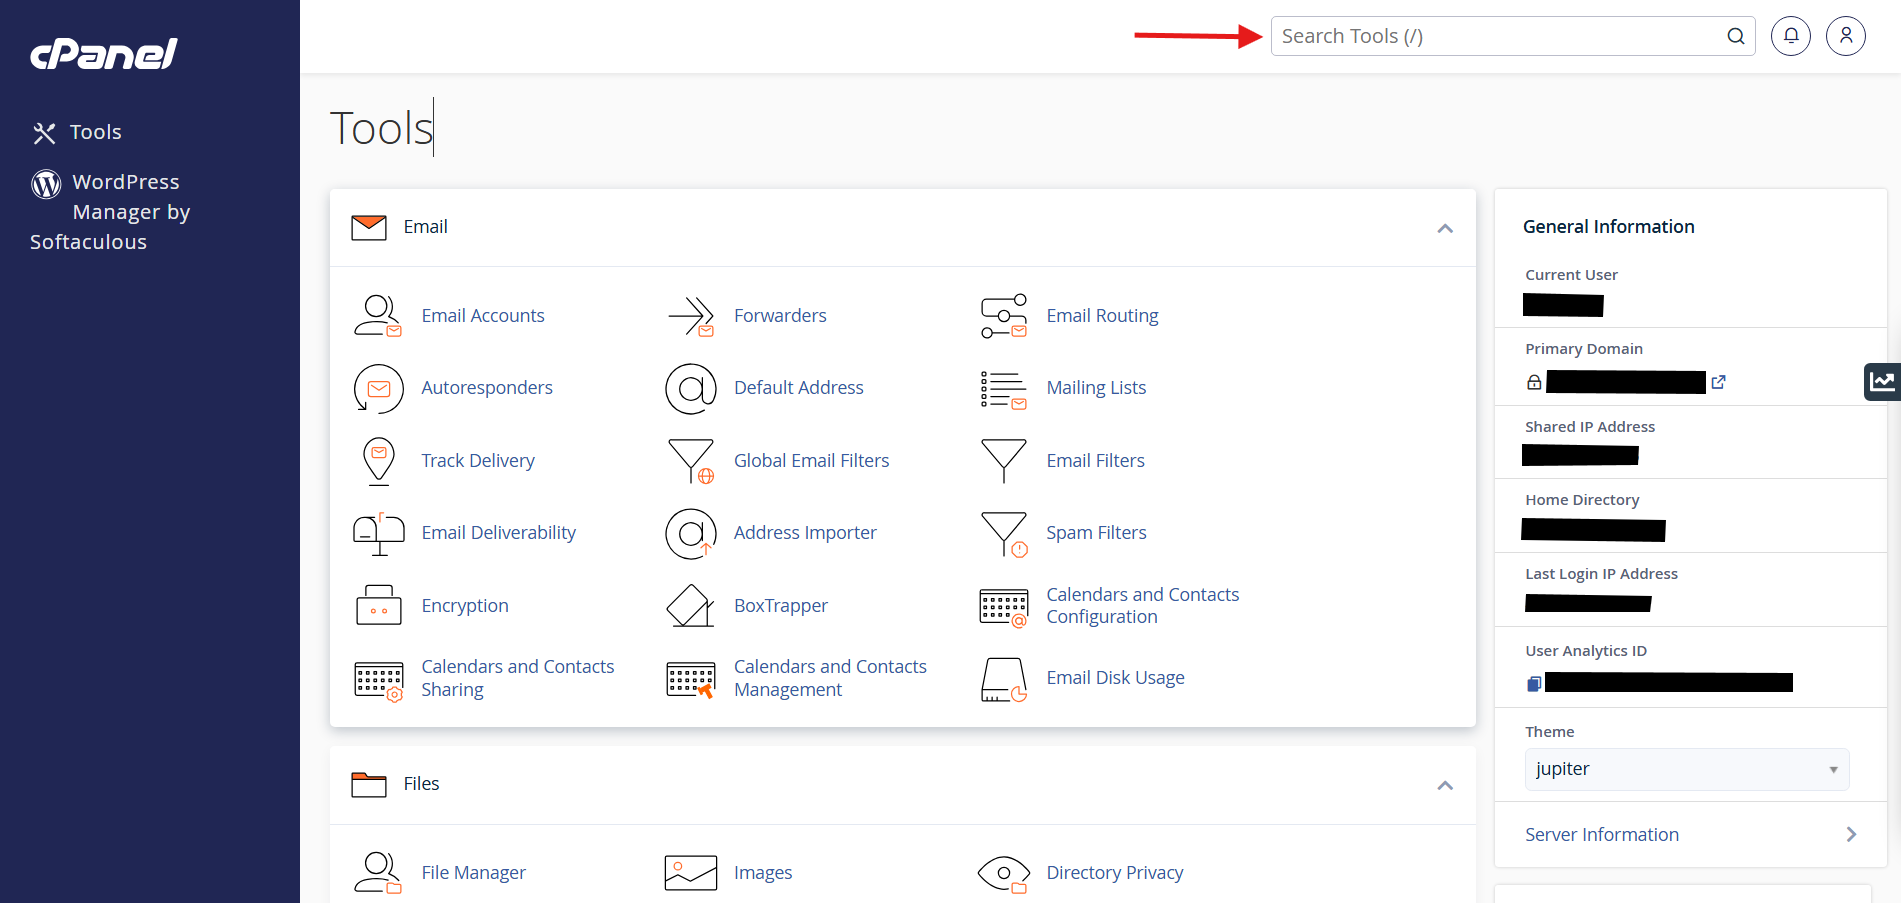 cPanel
Search Tools (/)
Tools
WordPress
Manager by
Softaculous
Tools
Email
Email Accounts
Forwarders
Email Routing
Autoresponders
Default Address
Mailing Lists
Track Delivery
Global Email Filters
Email Filters
Email Deliverability
Address Importer
Spam Filters
Encryption
BoxTrapper
Calendars and Contacts
Configuration
Calendars and Contacts
Sharing
Calendars and Contacts
Management
Email Disk Usage
Files
File Manager
Images
Directory Privacy
General Information
Current User
Primary Domain
Shared IP Address
Home Directory
Last Login IP Address
User Analytics ID
Theme
jupiter
Server Information